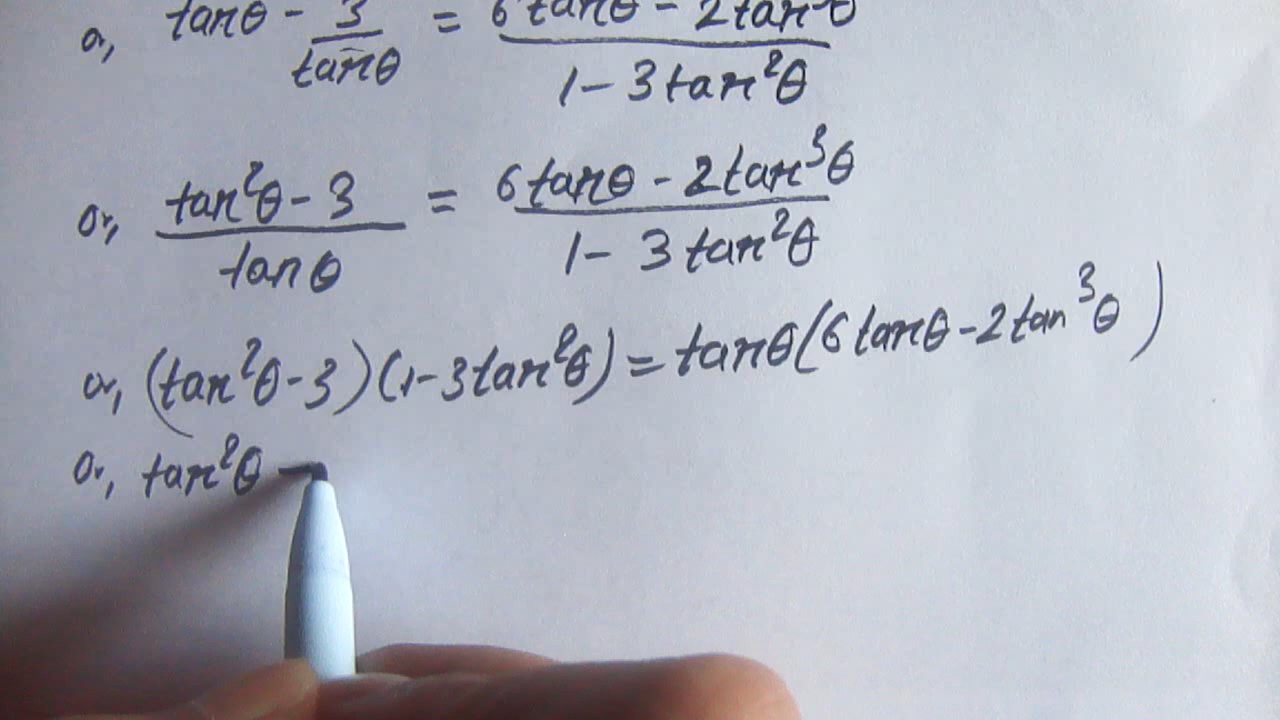 or, tanθ - 3/tanθ = (6tanθ - 2tan³θ)/(1 - 3tan²θ)
or, (tan²θ - 3)/tanθ = (6tanθ - 2tan³θ)/(1 - 3tan²θ)
or, (tan²θ - 3)(1 - 3tan²θ) = tanθ(6tanθ - 2tan³θ)
or, tan²θ -